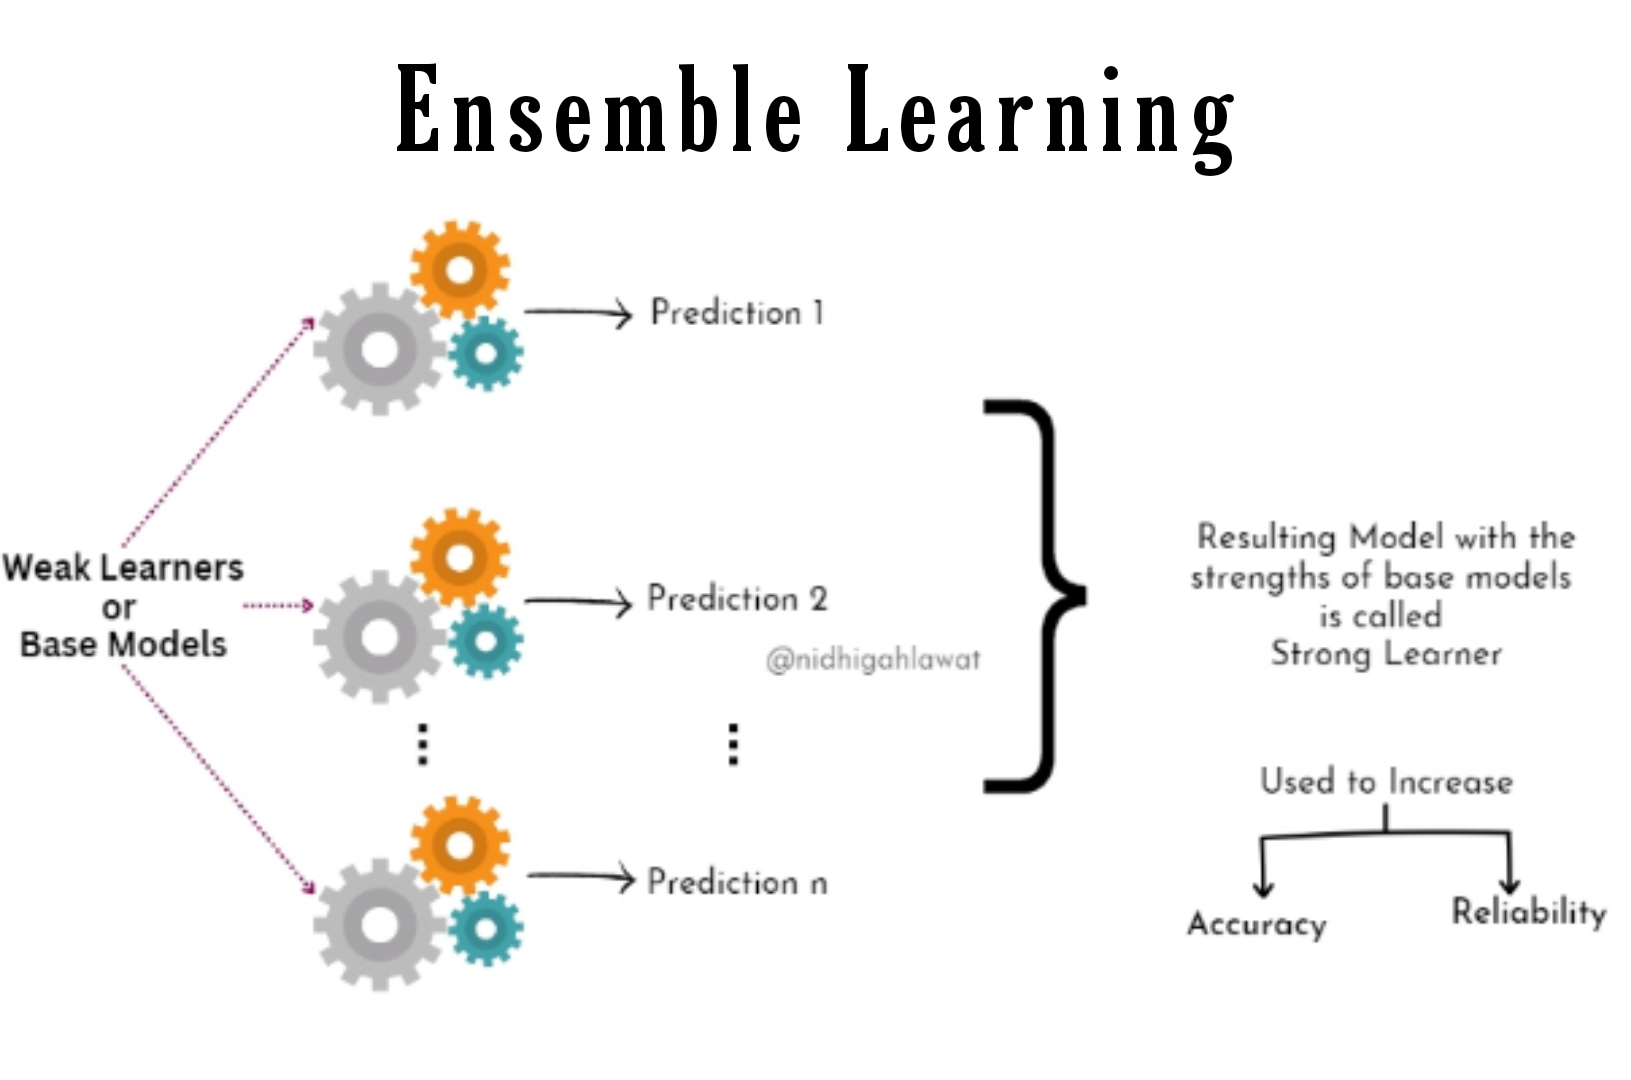 Ensemble Learning
Prediction 1
Weak Learners
or
Base Models
Prediction 2
@nidhigahlawat
Prediction n
Resulting Model with the
strengths of base models
is called
Strong Learner
Used to Increase
Accuracy
Reliability